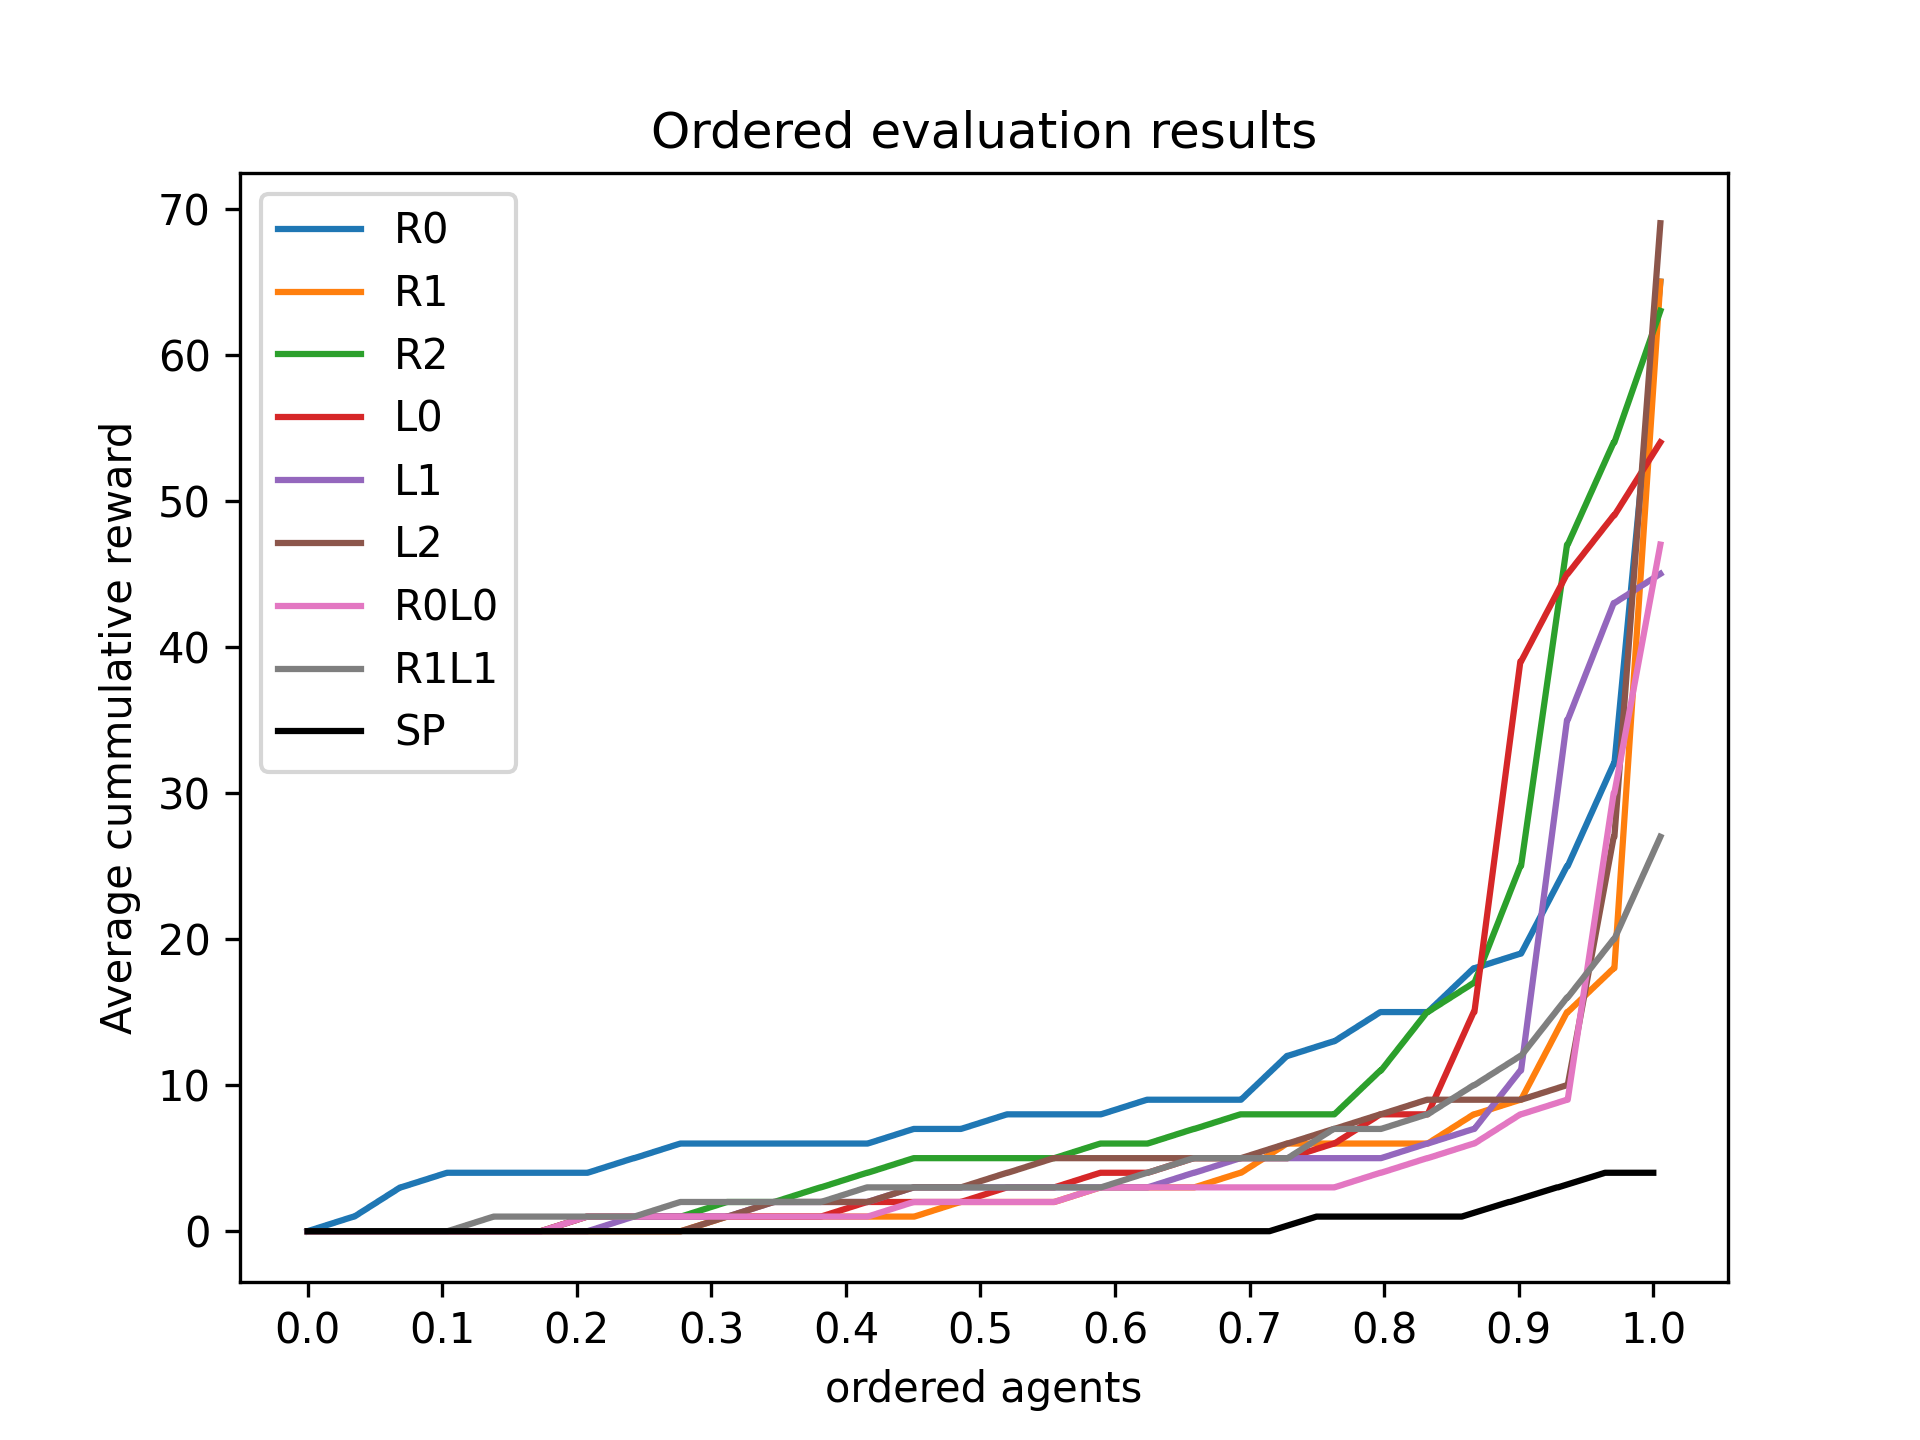 Ordered evaluation results
Average cummulative reward
70
60
50
40
30
20
10
0
R0
R1
R2
L0
L1
L2
R0L0
R1L1
SP
0.0 0.1 0.2 0.3 0.4 0.5 0.6 0.7 0.8 0.9 1.0
ordered agents